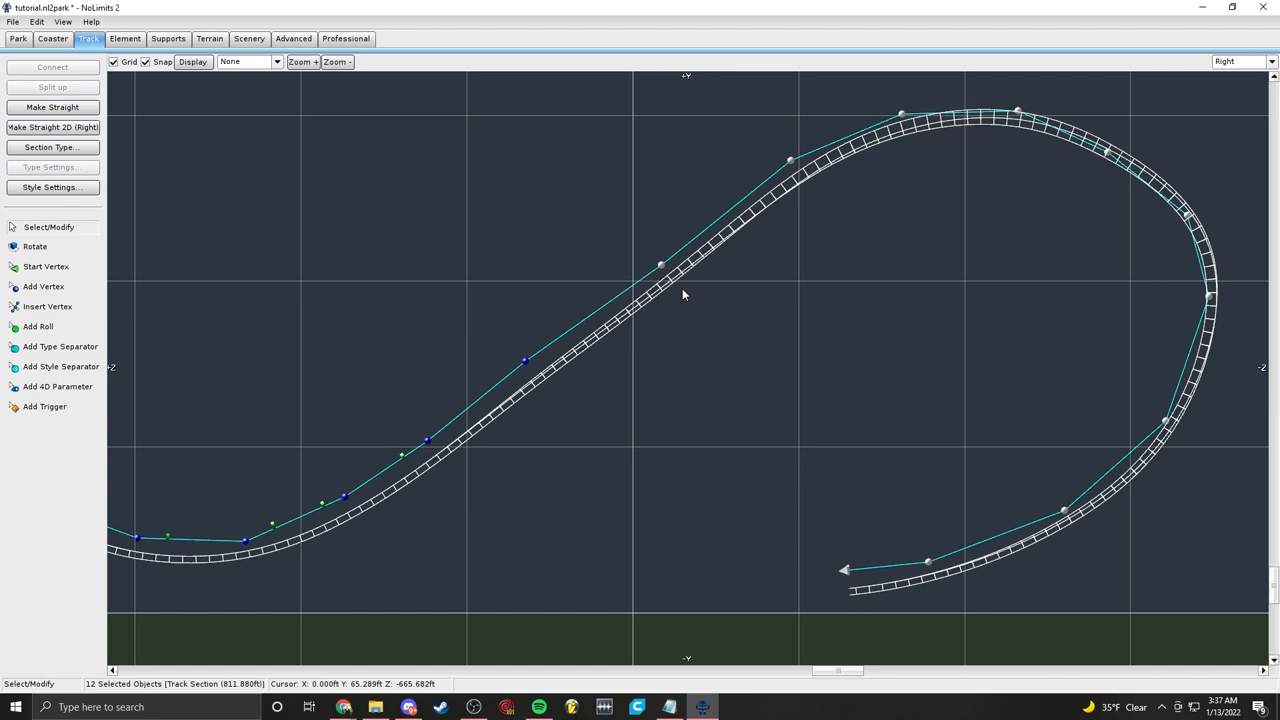 tutorial.nl2park * - NoLimits 2
File Edit View Help
Park Coaster Track Element Supports Terrain Scenery Advanced Professional
Connect
Split up
Make Straight
Make Straight 2D (Right)
Section Type...
Type Settings...
Style Settings...
Select/Modify
Rotate
Start Vertex
Add Vertex
Insert Vertex
Add Roll
Add Type Separator
Add Style Separator
Add 4D Parameter
Add Trigger
Grid Snap Display None Zoom + Zoom - Right
+Y
+Z
-Z
-Y
Select/Modify 12 Selected Objects [Track Section (811.880ft)] Cursor: X: 0.000ft Y: 65.289ft Z: -665.682ft
Type here to search
35°F Clear
3:37 AM
1/13/2022